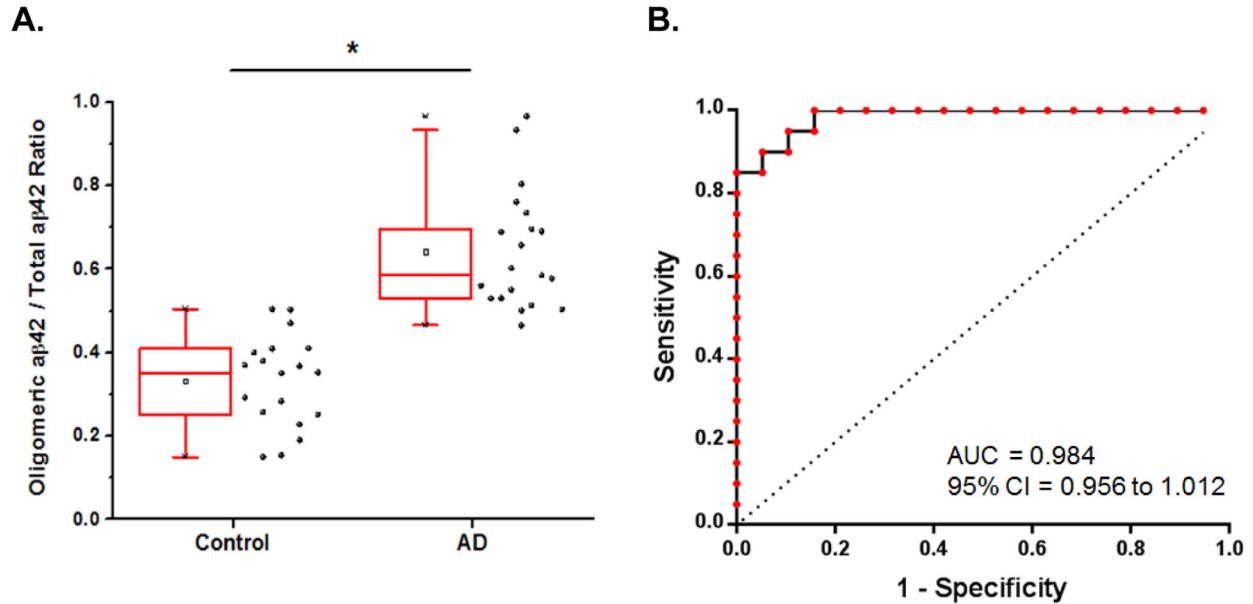 A.
*
1.0
0.8
0.6
0.4
0.2
0.0
Oligomeric aβ42 / Total aβ42 Ratio
Control
AD
B.
1.0
0.8
0.6
0.4
0.2
0.0
Sensitivity
AUC = 0.984
95% CI = 0.956 to 1.012
0.0
0.2
0.4
0.6
0.8
1.0
1 - Specificity